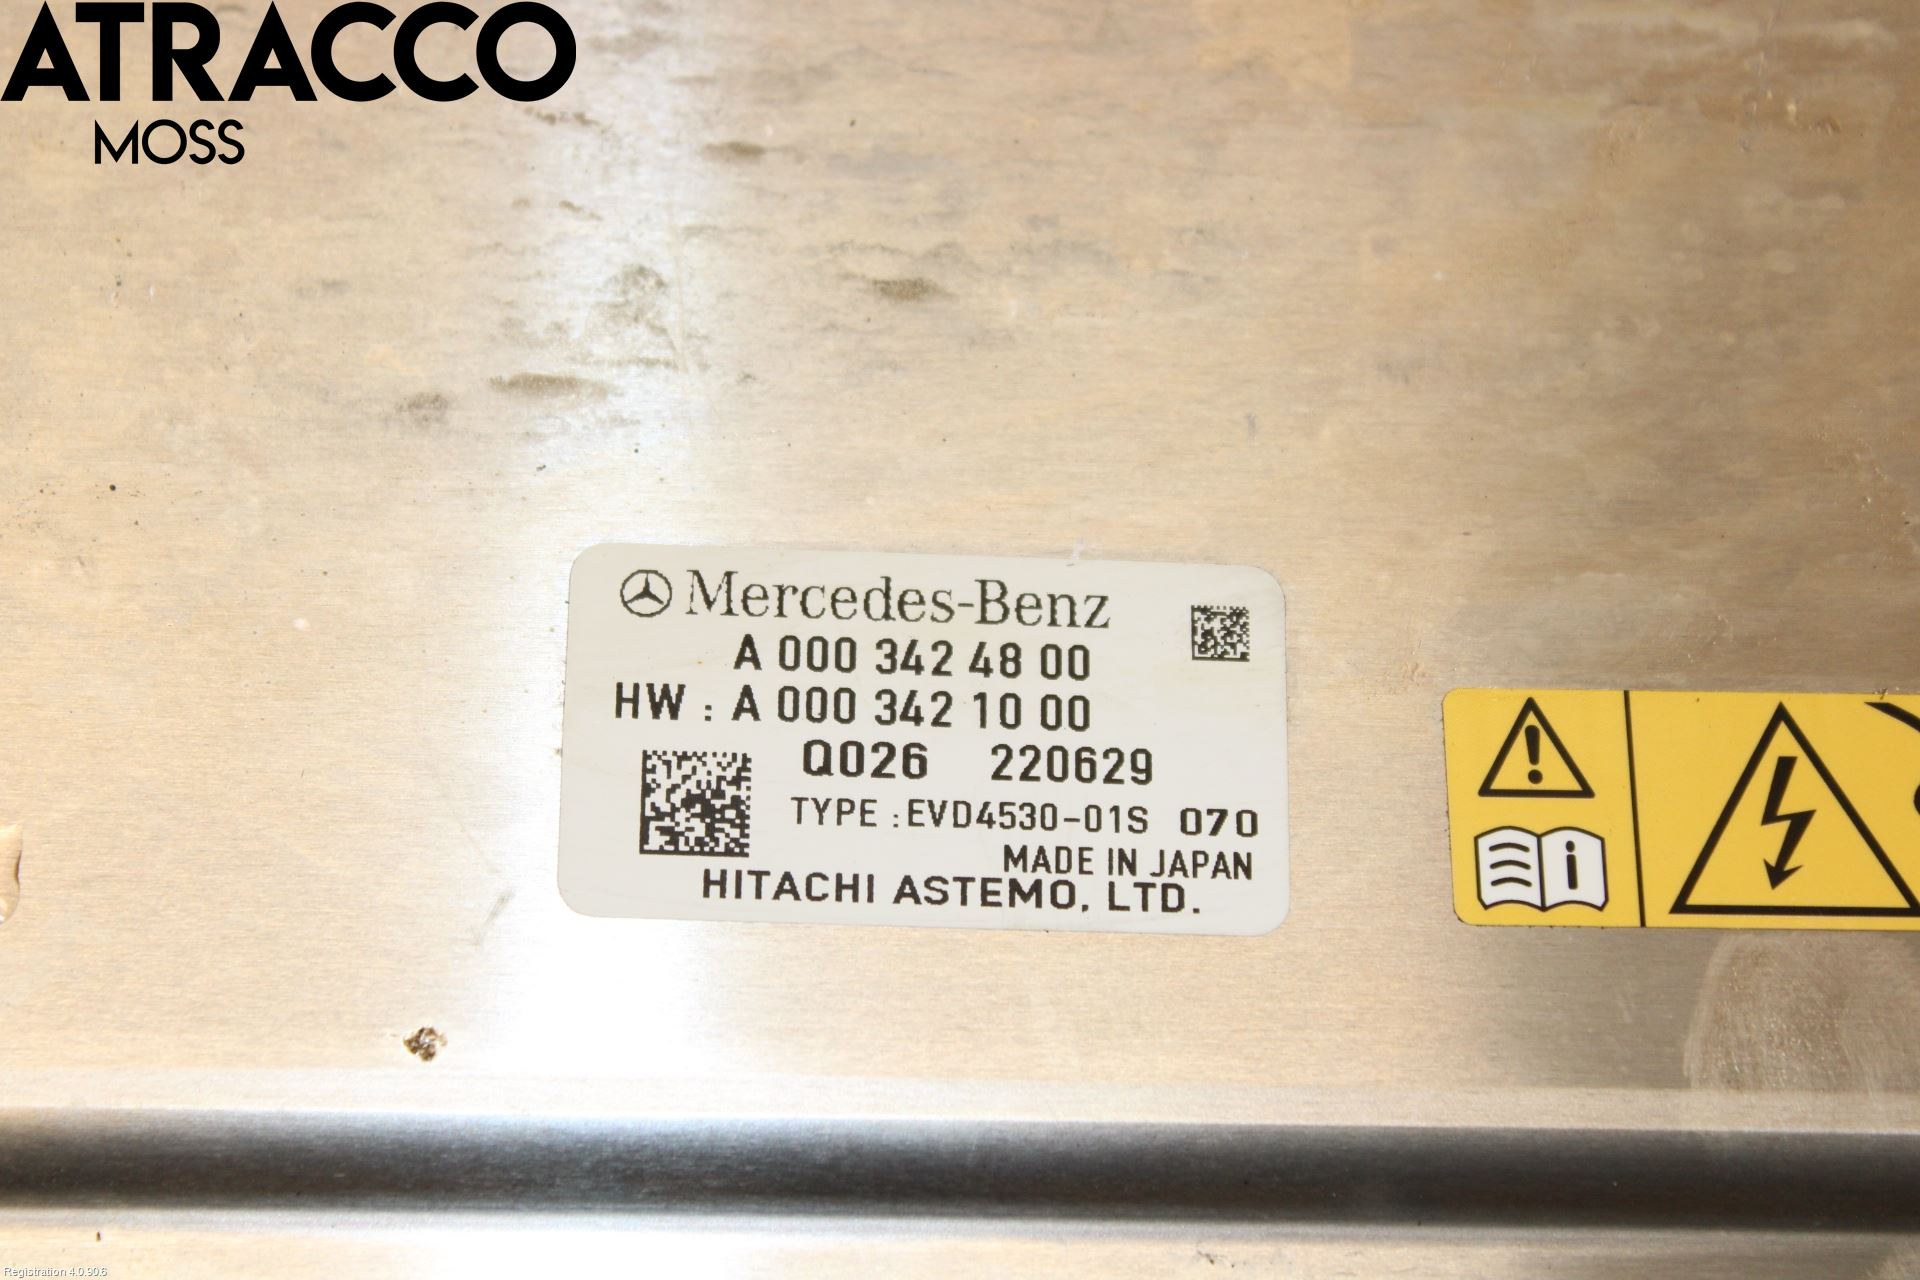 ATRACCO
MOSS
Mercedes-Benz
A 000 342 48 00
HW : A 000 342 10 00
Q026 220629
TYPE : EVD4530-01S 070
MADE IN JAPAN
HITACHI ASTEMO, LTD.
Registration 4.0.90.6